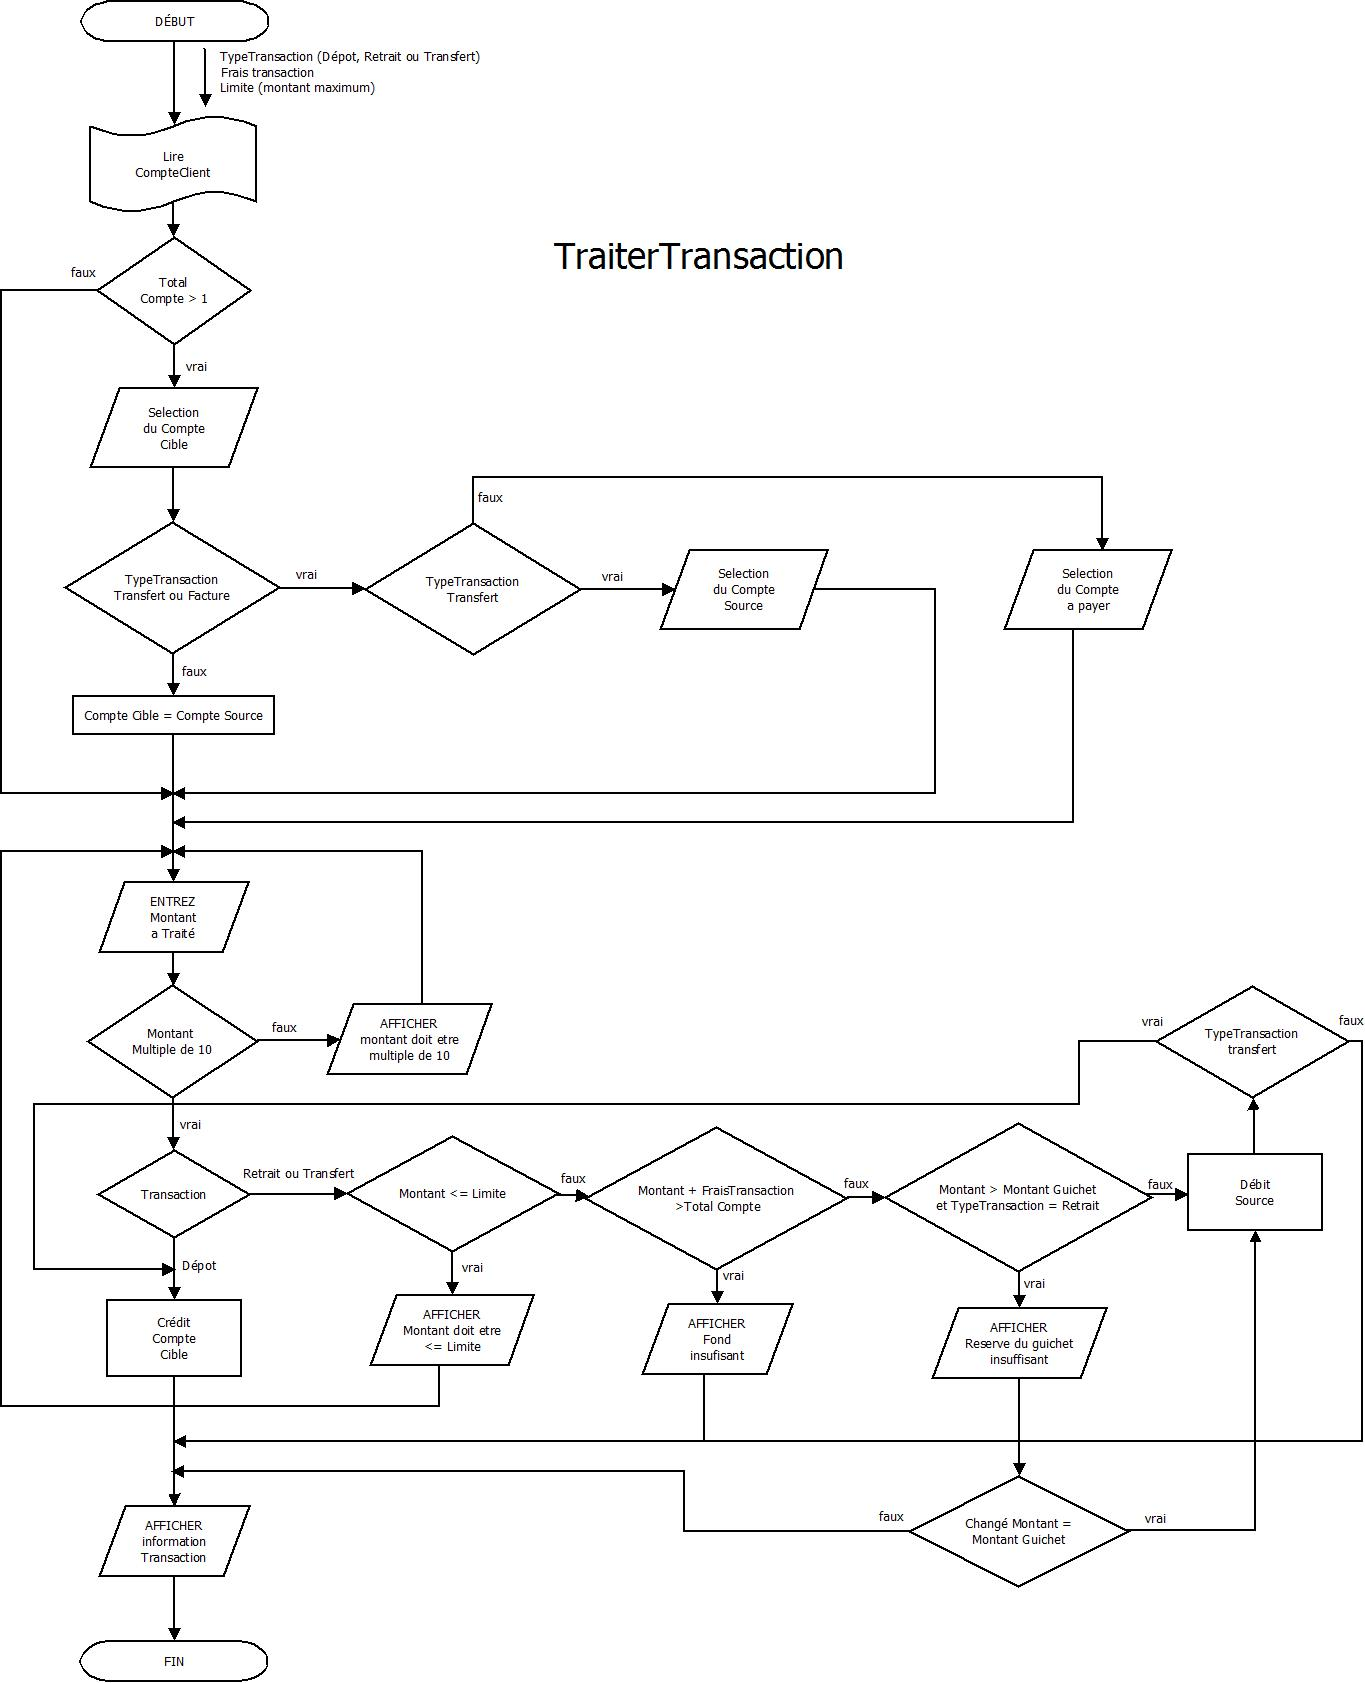 DÉBUT
TypeTransaction (Dépot, Retrait ou Transfert)
Frais transaction
Limite (montant maximum)
Lire
CompteClient
TraiterTransaction
faux
Total
Compte > 1
vrai
Selection
du Compte
Cible
faux
TypeTransaction
Transfert ou Facture
vrai
TypeTransaction
Transfert
vrai
Selection
du Compte
Source
Selection
du Compte
a payer
faux
Compte Cible = Compte Source
ENTREZ
Montant
a Traité
Montant
Multiple de 10
faux
AFFICHER
montant doit etre
multiple de 10
vrai
TypeTransaction
transfert
faux
vrai
Transaction
Retrait ou Transfert
Montant <= Limite
faux
Montant + FraisTransaction
>Total Compte
faux
Montant > Montant Guichet
et TypeTransaction = Retrait
faux
Débit
Source
Dépot
vrai
vrai
vrai
Crédit
Compte
Cible
AFFICHER
Montant doit etre
<= Limite
AFFICHER
Fond
insufisant
AFFICHER
Reserve du guichet
insuffisant
faux
Changé Montant =
Montant Guichet
vrai
AFFICHER
information
Transaction
FIN